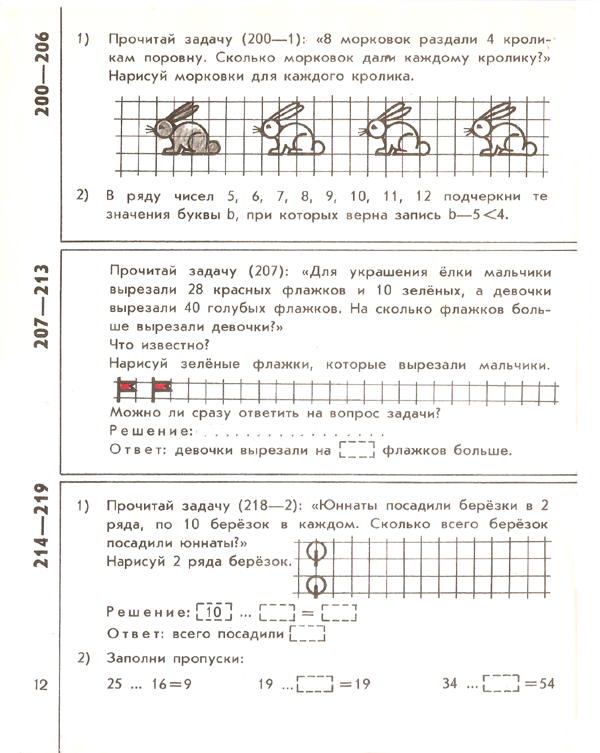 200—206
1) Прочитай задачу (200—1): «8 морковок раздали 4 кроли-
кам поровну. Сколько морковок дали каждому кролику?»
Нарисуй морковки для каждого кролика.
2) В ряду чисел 5, 6, 7, 8, 9, 10, 11, 12 подчеркни те
значения буквы b, при которых верна запись b—5<4.
207—213
Прочитай задачу (207): «Для украшения ёлки мальчики
вырезали 28 красных флажков и 10 зелёных, а девочки
вырезали 40 голубых флажков. На сколько флажков боль-
ше вырезали девочки?»
Что известно?
Нарисуй зелёные флажки, которые вырезали мальчики.
Можно ли сразу ответить на вопрос задачи?
Решение: . . . . . . . . . . . . . . . . .
Ответ: девочки вырезали на флажков больше.
214—219
1) Прочитай задачу (218—2): «Юннаты посадили берёзки в 2
ряда, по 10 берёзок в каждом. Сколько всего берёзок
посадили юннаты?»
Нарисуй 2 ряда берёзок.
Решение: 10 ... =
Ответ: всего посадили
2) Заполни пропуски:
25 ... 16=9 19 ... =19 34 ... =54
12